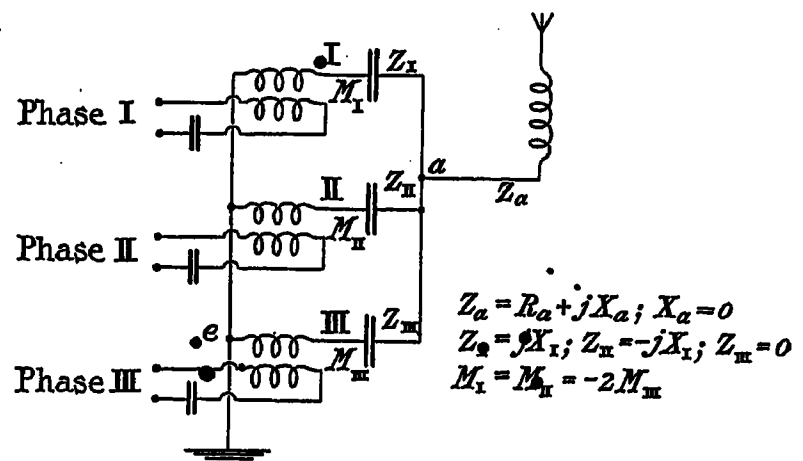 I
Z_I
M_I
Phase I
a
Z_II
Z_a
II
M_II
Phase II
Z_a = R_a + jX_a; X_a = 0
Z_III
III
e
Z = jX_I; Z_II = -jX_I; Z_III = 0
M_III
Phase III
M_I = M_II = -2M_III